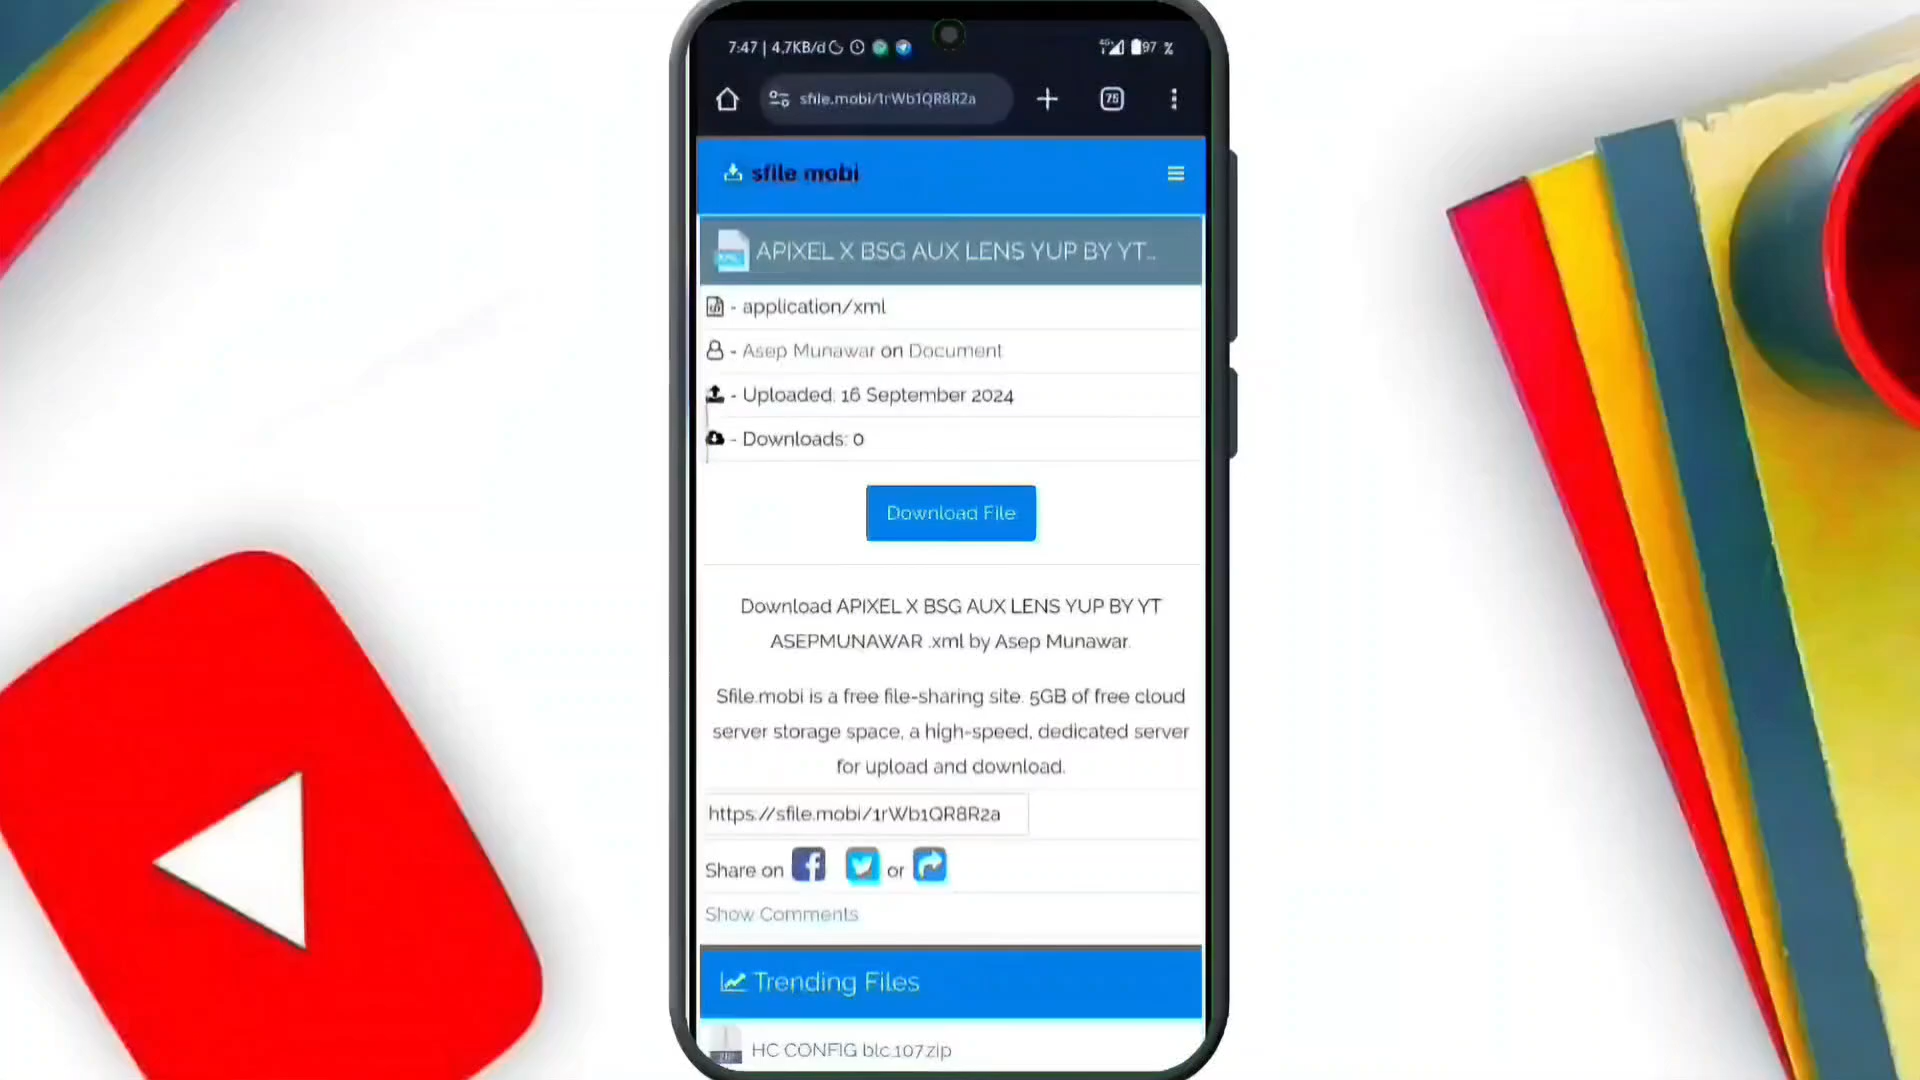 7:47 | 4,7KB/d
4G 97 %
sfile.mobi/1rWb1QR8R2a
75
sfile mobi
APIXEL X BSG AUX LENS YUP BY YT...
- application/xml
- Asep Munawar on Document
- Uploaded: 16 September 2024
- Downloads: 0
Download File
Download APIXEL X BSG AUX LENS YUP BY YT
ASEPMUNAWAR .xml by Asep Munawar.
Sfile.mobi is a free file-sharing site. 5GB of free cloud
server storage space, a high-speed, dedicated server
for upload and download.
https://sfile.mobi/1rWb1QR8R2a
Share on or
Show Comments
Trending Files
HC CONFIG blc.107.zip